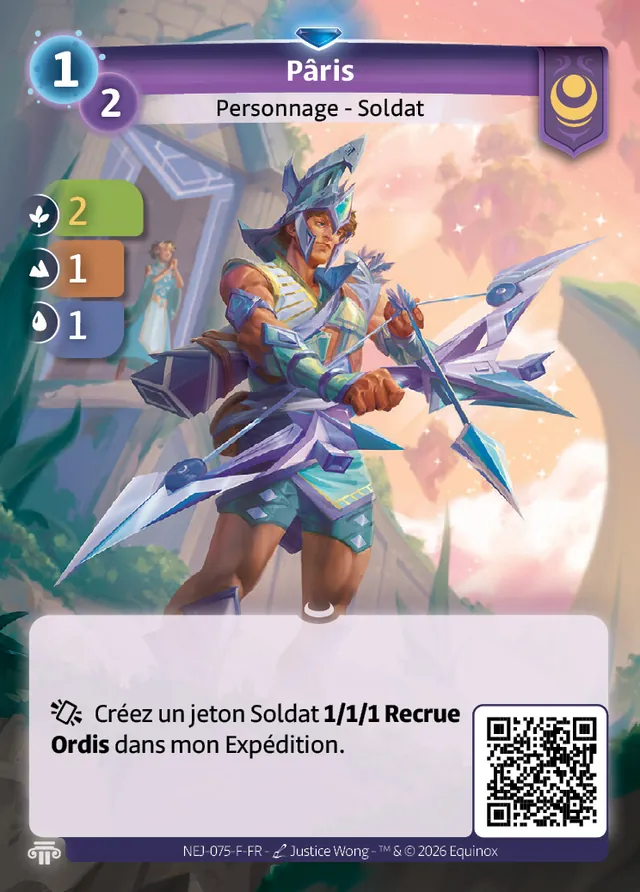 1
Pâris
2
Personnage - Soldat
2
1
1
Créez un jeton Soldat 1/1/1 Recrue
Ordis dans mon Expédition.
NEJ-075-F-FR - Justice Wong - ™ & © 2026 Equinox